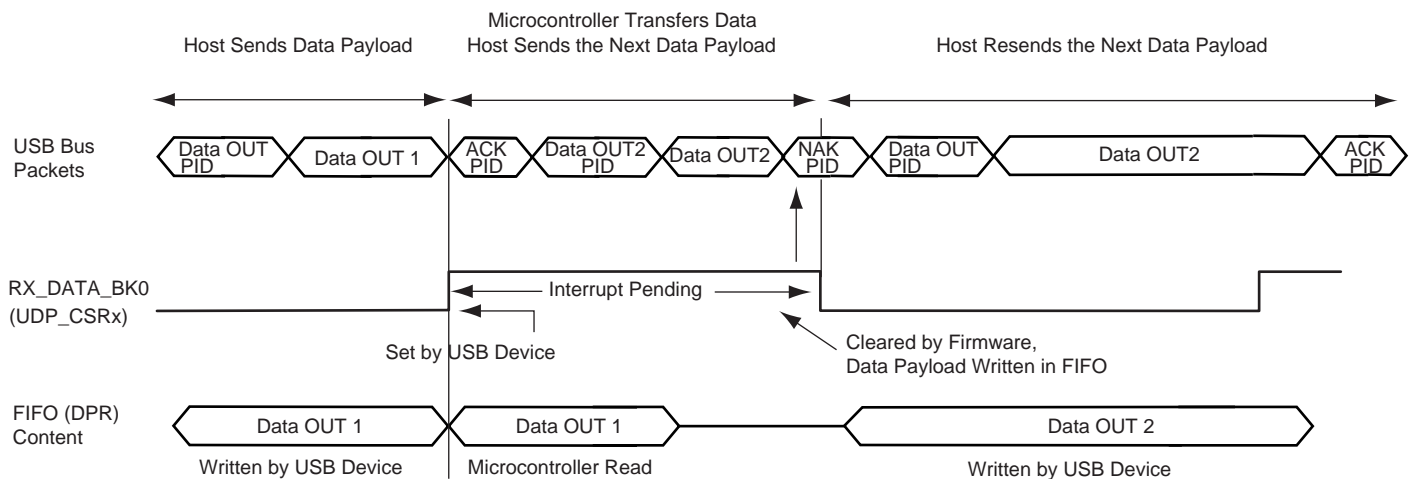 Microcontroller Transfers Data
Host Sends Data Payload
Host Sends the Next Data Payload
Host Resends the Next Data Payload
USB Bus
Packets
Data OUT
PID
Data OUT 1
ACK
PID
Data OUT2
PID
Data OUT2
NAK
PID
Data OUT
PID
Data OUT2
ACK
PID
RX_DATA_BK0
(UDP_CSRx)
Interrupt Pending
Set by USB Device
Cleared by Firmware,
Data Payload Written in FIFO
FIFO (DPR)
Content
Data OUT 1
Data OUT 1
Data OUT 2
Written by USB Device
Microcontroller Read
Written by USB Device